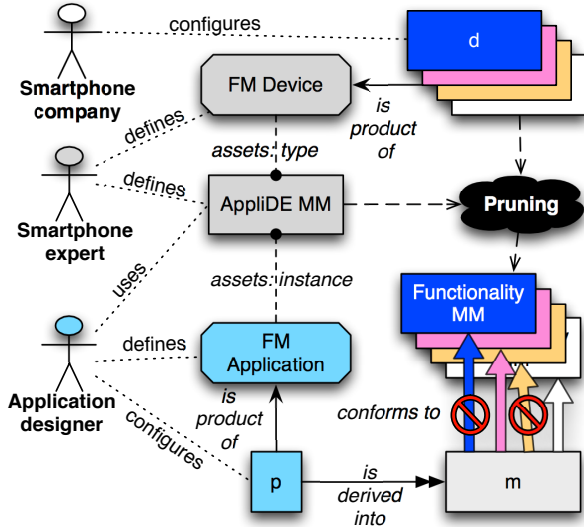 configures
d
Smartphone
company
FM Device
is
product
of
defines
assets: type
defines
AppliDE MM
Pruning
Smartphone
expert
uses
assets: instance
Functionality
MM
defines
FM
Application
Application
designer
is
product
of
conforms to
configures
p
is
derived
into
m